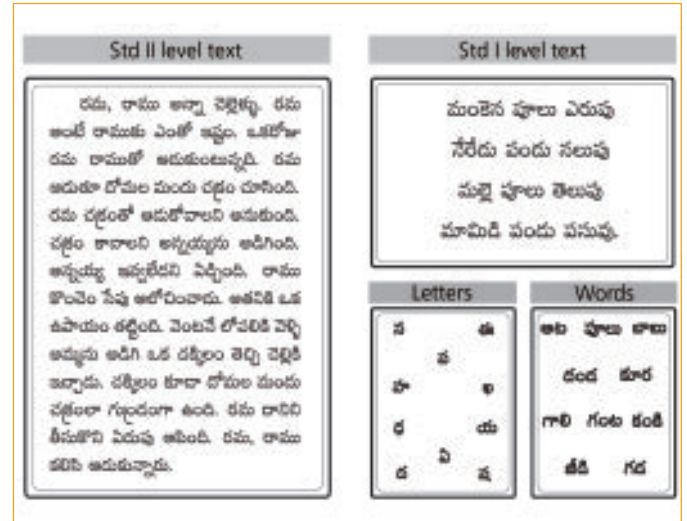 Std II level text
రమ, రాము అన్నా చెల్లెళ్ళు. రమ
అంటే రాముకు ఎంతో ఇష్టం. ఒకరోజు
రమ రాముతో ఆడుకుంటున్నది. రమ
ఆడుతూ దోమల మందు చక్రం చూసింది.
రమ చక్రంతో ఆడుకోవాలని అనుకుంది.
చక్రం కావాలని అన్నయ్యను అడిగింది.
అన్నయ్య ఇవ్వలేదని ఏడ్చింది. రాము
కొంచెం సేపు ఆలోచించాడు. అతనికి ఒక
ఉపాయం తట్టింది. వెంటనే లోపలికి వెళ్ళి
అమ్మను అడిగి ఒక చక్కిలం తెచ్చి చెల్లికి
ఇచ్చాడు. చక్కిలం కూడా దోమల మందు
చక్రంలా గుండ్రంగా ఉంది. రమ దానిని
తీసుకొని ఏడుపు ఆపింది. రమ, రాము
కలిసి ఆడుకున్నారు.
Std I level text
మంకెన పూలు ఎరుపు
నేరేడు పండు నలుపు
మల్లె పూలు తెలుపు
మామిడి పండు పసుపు.
Letters
న ఈ
వ
హ ఖ
ధ య
ఏ
డ ష
Words
ఆట పూలు కాలు
దండ కూర
గాలి గంట కండి
జీడి గద